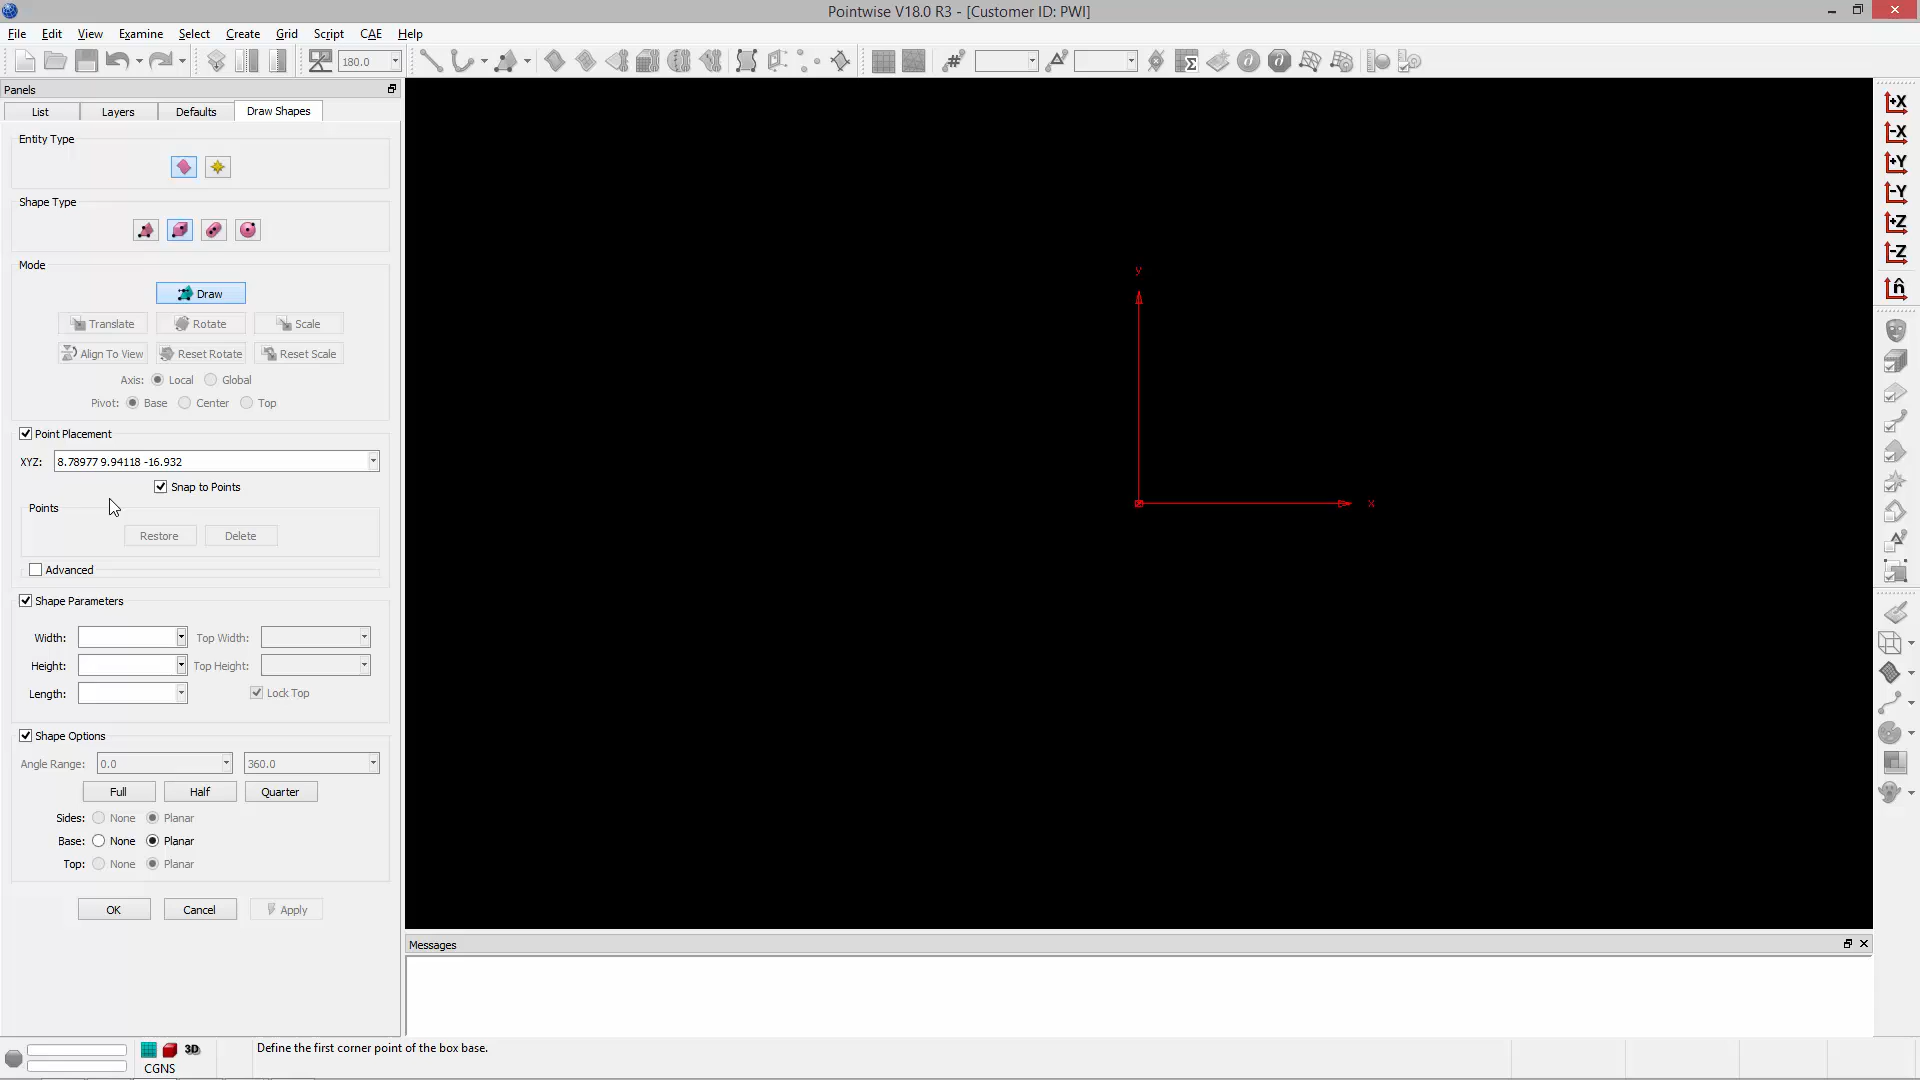 Pointwise V18.0 R3 - [Customer ID: PWI]
File Edit View Examine Select Create Grid Script CAE Help
180.0
Panels
List Layers Defaults Draw Shapes
Entity Type
Shape Type
Mode
Draw
Translate Rotate Scale
Align To View Reset Rotate Reset Scale
Axis: Local Global
Pivot: Base Center Top
Point Placement
XYZ: 8.78977 9.94118 -16.932
Snap to Points
Points
Restore Delete
Advanced
Shape Parameters
Width: Top Width:
Height: Top Height:
Length: Lock Top
Shape Options
Angle Range: 0.0 360.0
Full Half Quarter
Sides: None Planar
Base: None Planar
Top: None Planar
OK Cancel Apply
y
x
+X
-X
+Y
-Y
+Z
-Z
n̂
Messages
3D
CGNS
Define the first corner point of the box base.